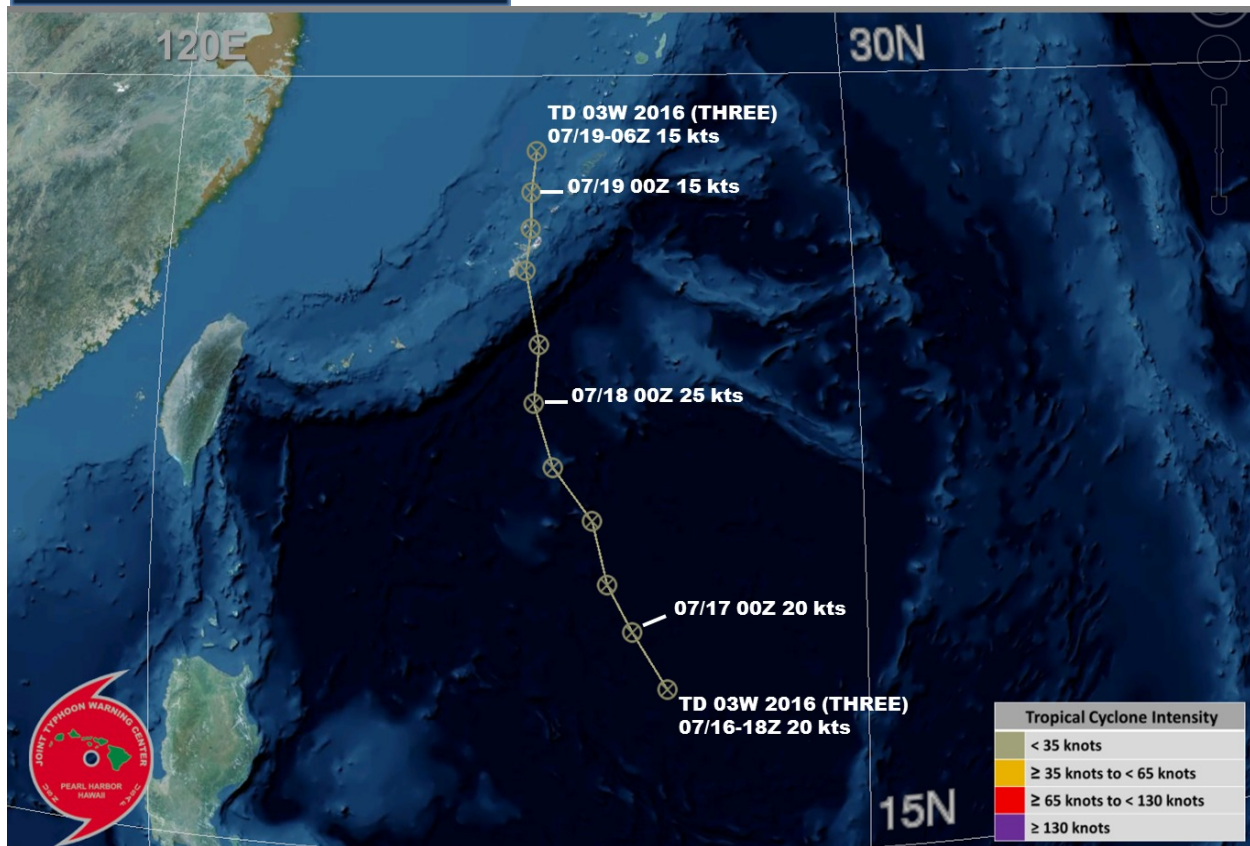 120E
30N
TD 03W 2016 (THREE)
07/19-06Z 15 kts
07/19 00Z 15 kts
07/18 00Z 25 kts
07/17 00Z 20 kts
TD 03W 2016 (THREE)
07/16-18Z 20 kts
15N
JOINT TYPHOON WARNING CENTER
PEARL HARBOR
HAWAII
Tropical Cyclone Intensity
< 35 knots
≥ 35 knots to < 65 knots
≥ 65 knots to < 130 knots
≥ 130 knots